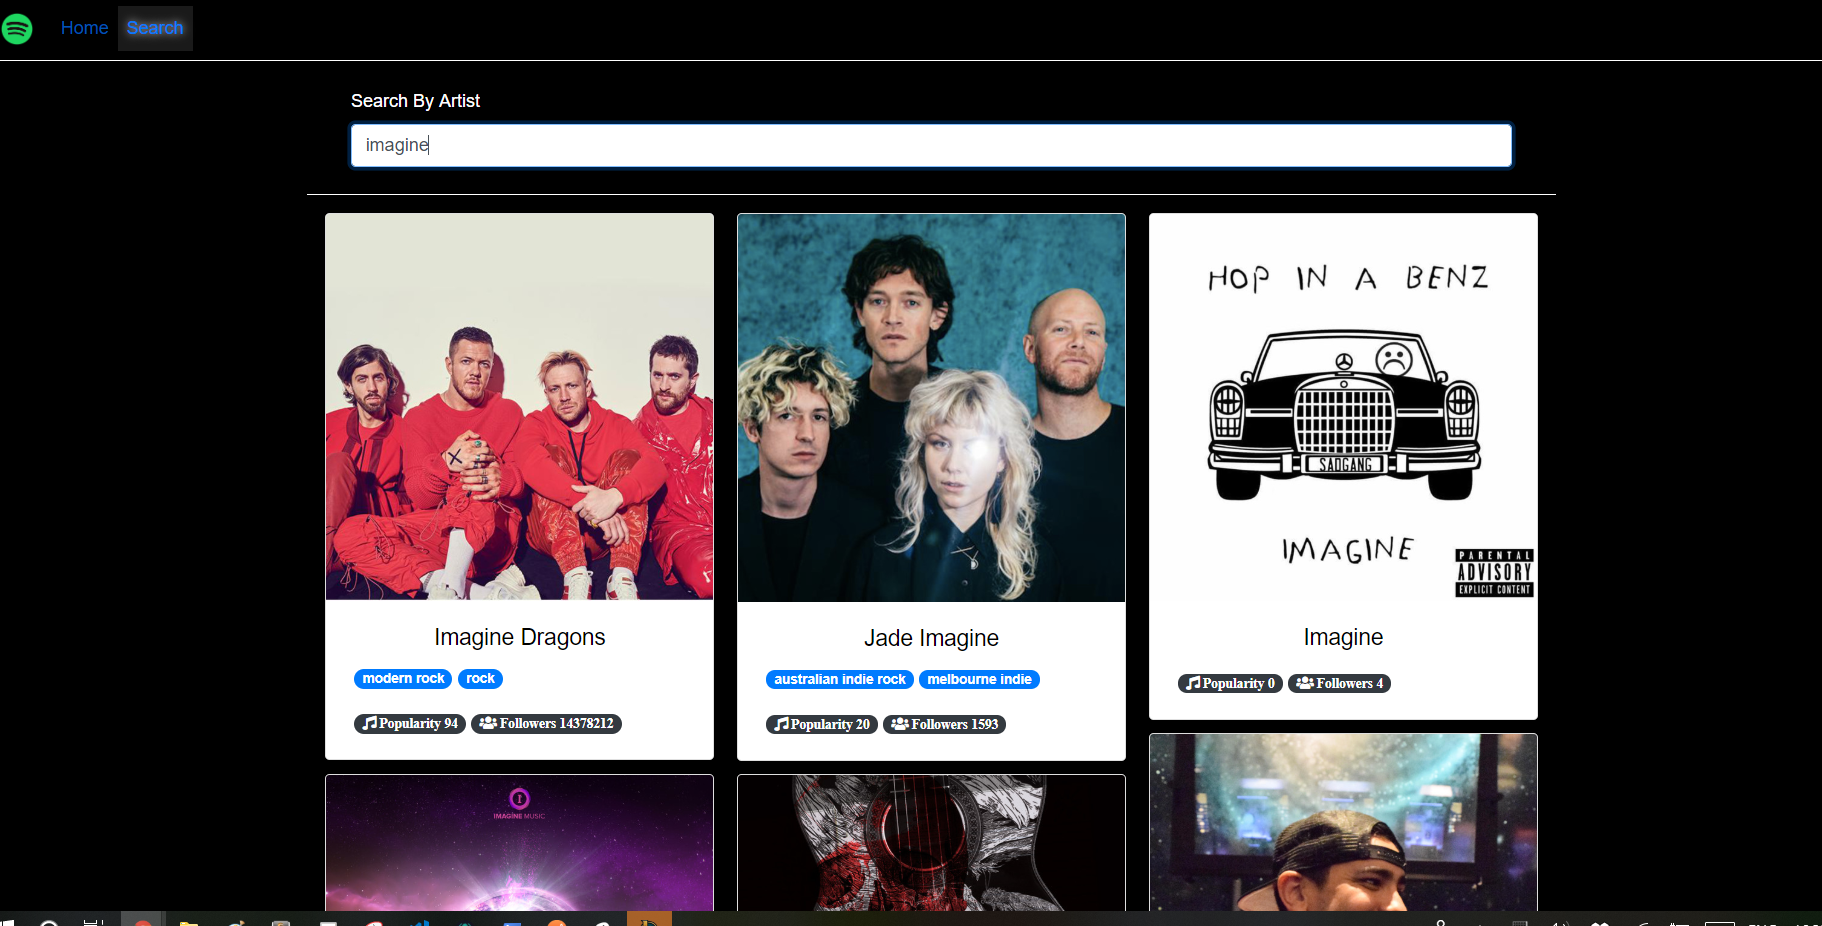 Home Search
Search By Artist
imagine
HOP IN A BENZ
SADGANG
IMAGINE
PARENTAL
ADVISORY
EXPLICIT CONTENT
Imagine Dragons
modern rock rock
Popularity 94 Followers 14378212
Jade Imagine
australian indie rock melbourne indie
Popularity 20 Followers 1593
Imagine
Popularity 0 Followers 4
IMAGINE MUSIC